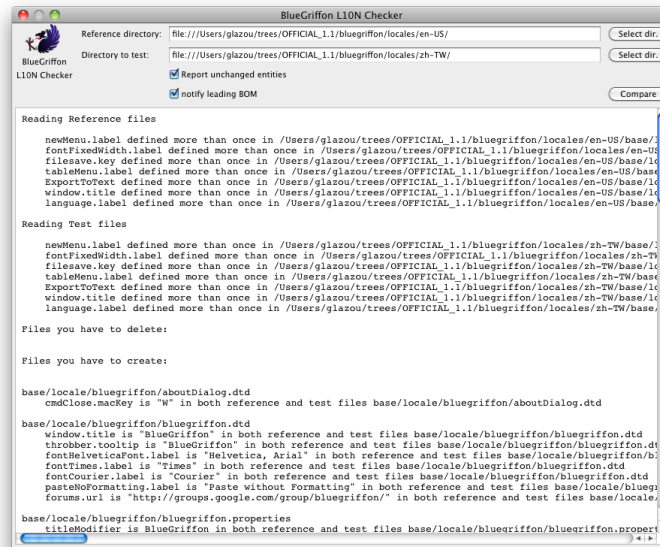 BlueGriffon L10N Checker
Reference directory: file:///Users/glazou/trees/OFFICIAL_1.1/bluegriffon/locales/en-US/ Select dir.
BlueGriffon
L10N Checker
Directory to test: file:///Users/glazou/trees/OFFICIAL_1.1/bluegriffon/locales/zh-TW/ Select dir.
Report unchanged entities
notify leading BOM Compare
Reading Reference files
newMenu.label defined more than once in /Users/glazou/trees/OFFICIAL_1.1/bluegriffon/locales/en-US/base/
fontFixedWidth.label defined more than once in /Users/glazou/trees/OFFICIAL_1.1/bluegriffon/locales/en-US
filesave.key defined more than once in /Users/glazou/trees/OFFICIAL_1.1/bluegriffon/locales/en-US/base/lo
tableMenu.label defined more than once in /Users/glazou/trees/OFFICIAL_1.1/bluegriffon/locales/en-US/base
ExportToText defined more than once in /Users/glazou/trees/OFFICIAL_1.1/bluegriffon/locales/en-US/base/lo
window.title defined more than once in /Users/glazou/trees/OFFICIAL_1.1/bluegriffon/locales/en-US/base/lo
language.label defined more than once in /Users/glazou/trees/OFFICIAL_1.1/bluegriffon/locales/en-US/base/
Reading Test files
newMenu.label defined more than once in /Users/glazou/trees/OFFICIAL_1.1/bluegriffon/locales/zh-TW/base/
fontFixedWidth.label defined more than once in /Users/glazou/trees/OFFICIAL_1.1/bluegriffon/locales/zh-TW
filesave.key defined more than once in /Users/glazou/trees/OFFICIAL_1.1/bluegriffon/locales/zh-TW/base/lo
tableMenu.label defined more than once in /Users/glazou/trees/OFFICIAL_1.1/bluegriffon/locales/zh-TW/base
ExportToText defined more than once in /Users/glazou/trees/OFFICIAL_1.1/bluegriffon/locales/zh-TW/base/lo
window.title defined more than once in /Users/glazou/trees/OFFICIAL_1.1/bluegriffon/locales/zh-TW/base/lo
language.label defined more than once in /Users/glazou/trees/OFFICIAL_1.1/bluegriffon/locales/zh-TW/base/
Files you have to delete:
Files you have to create:
base/locale/bluegriffon/aboutDialog.dtd
cmdClose.macKey is "W" in both reference and test files base/locale/bluegriffon/aboutDialog.dtd
base/locale/bluegriffon/bluegriffon.dtd
window.title is "BlueGriffon" in both reference and test files base/locale/bluegriffon/bluegriffon.dtd
throbber.tooltip is "BlueGriffon" in both reference and test files base/locale/bluegriffon/bluegriffon.dt
fontHelveticaFont.label is "Helvetica, Arial" in both reference and test files base/locale/bluegriffon/bl
fontTimes.label is "Times" in both reference and test files base/locale/bluegriffon/bluegriffon.dtd
fontCourier.label is "Courier" in both reference and test files base/locale/bluegriffon/bluegriffon.dtd
pasteNoFormatting.label is "Paste without Formatting" in both reference and test files base/locale/bluegr
forums.url is "http://groups.google.com/group/bluegriffon/" in both reference and test files base/locale/
base/locale/bluegriffon/bluegriffon.properties
titleModifier is BlueGriffon in both reference and test files base/locale/bluegriffon/bluegriffon.propert